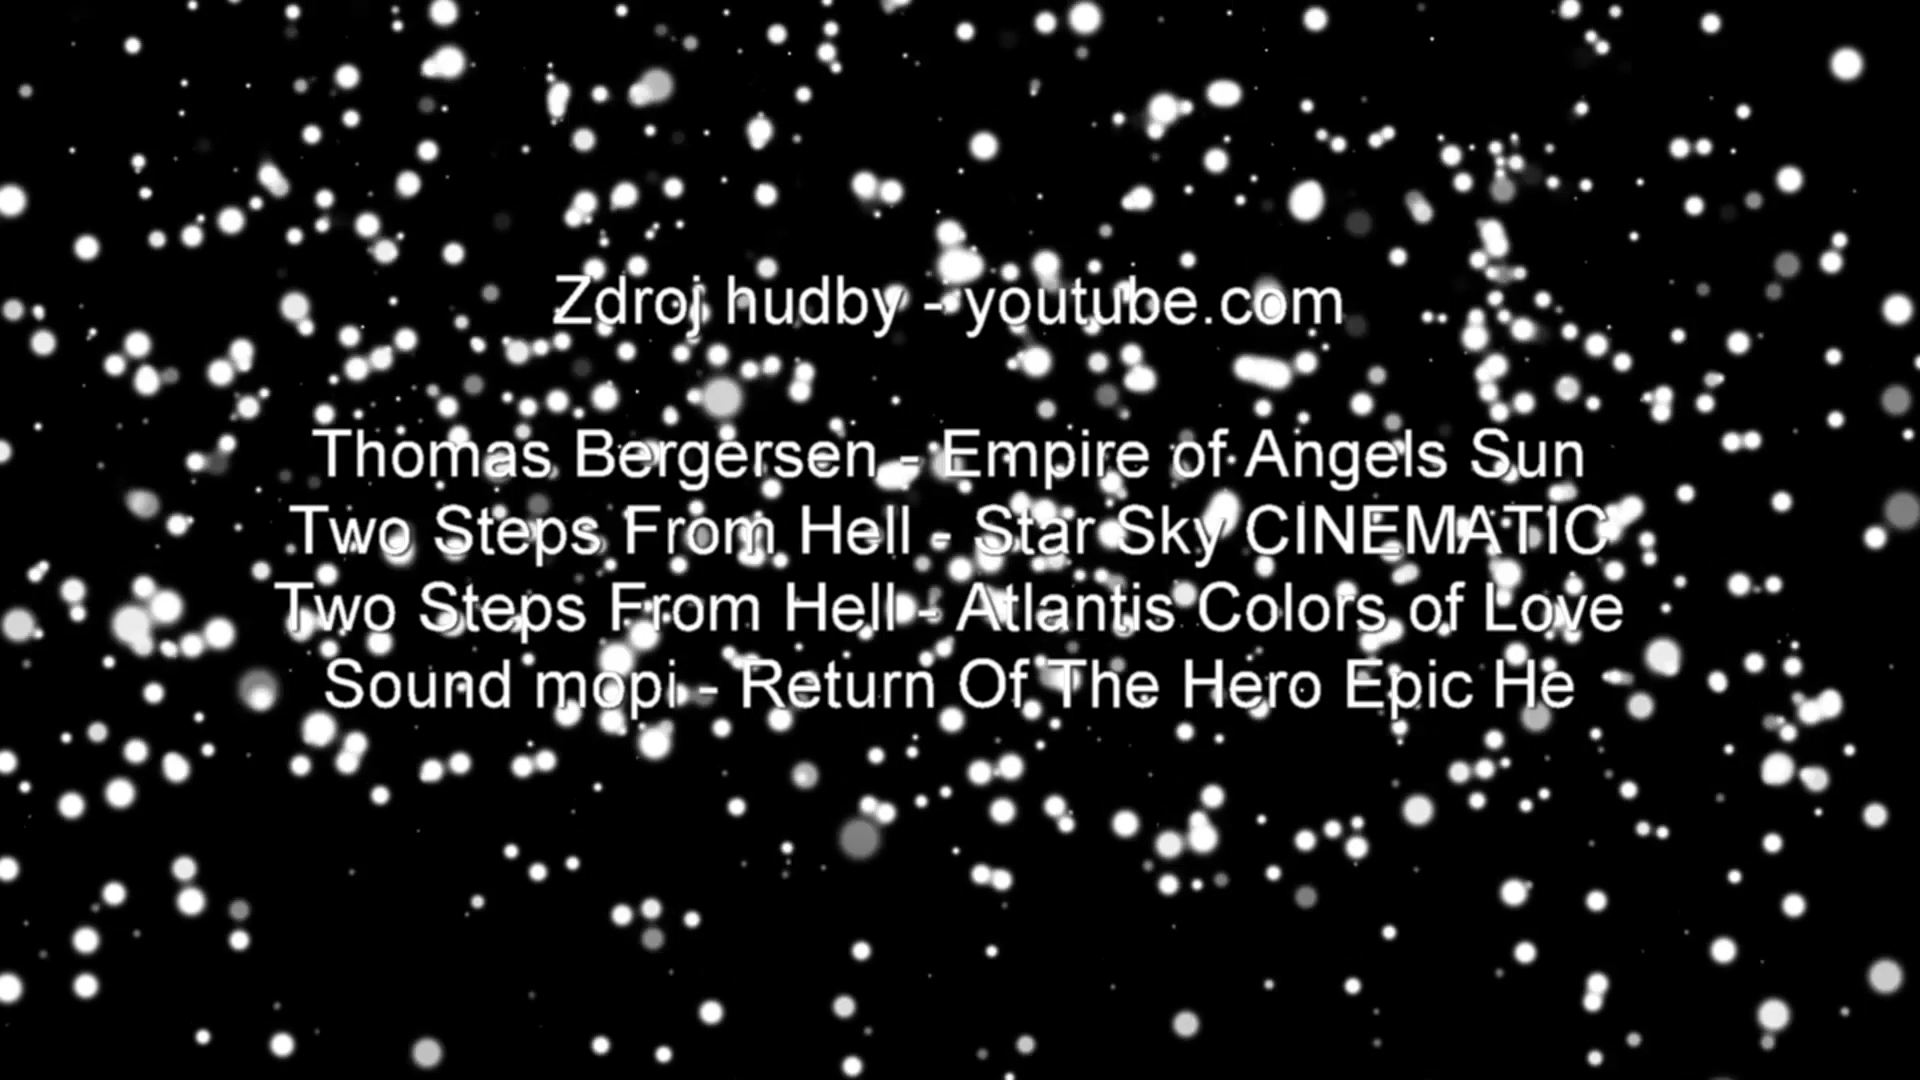 Zdroj hudby - youtube.com
Thomas Bergersen - Empire of Angels Sun
Two Steps From Hell - Star Sky CINEMATIC
Two Steps From Hell - Atlantis Colors of Love
Sound mopi - Return Of The Hero Epic He